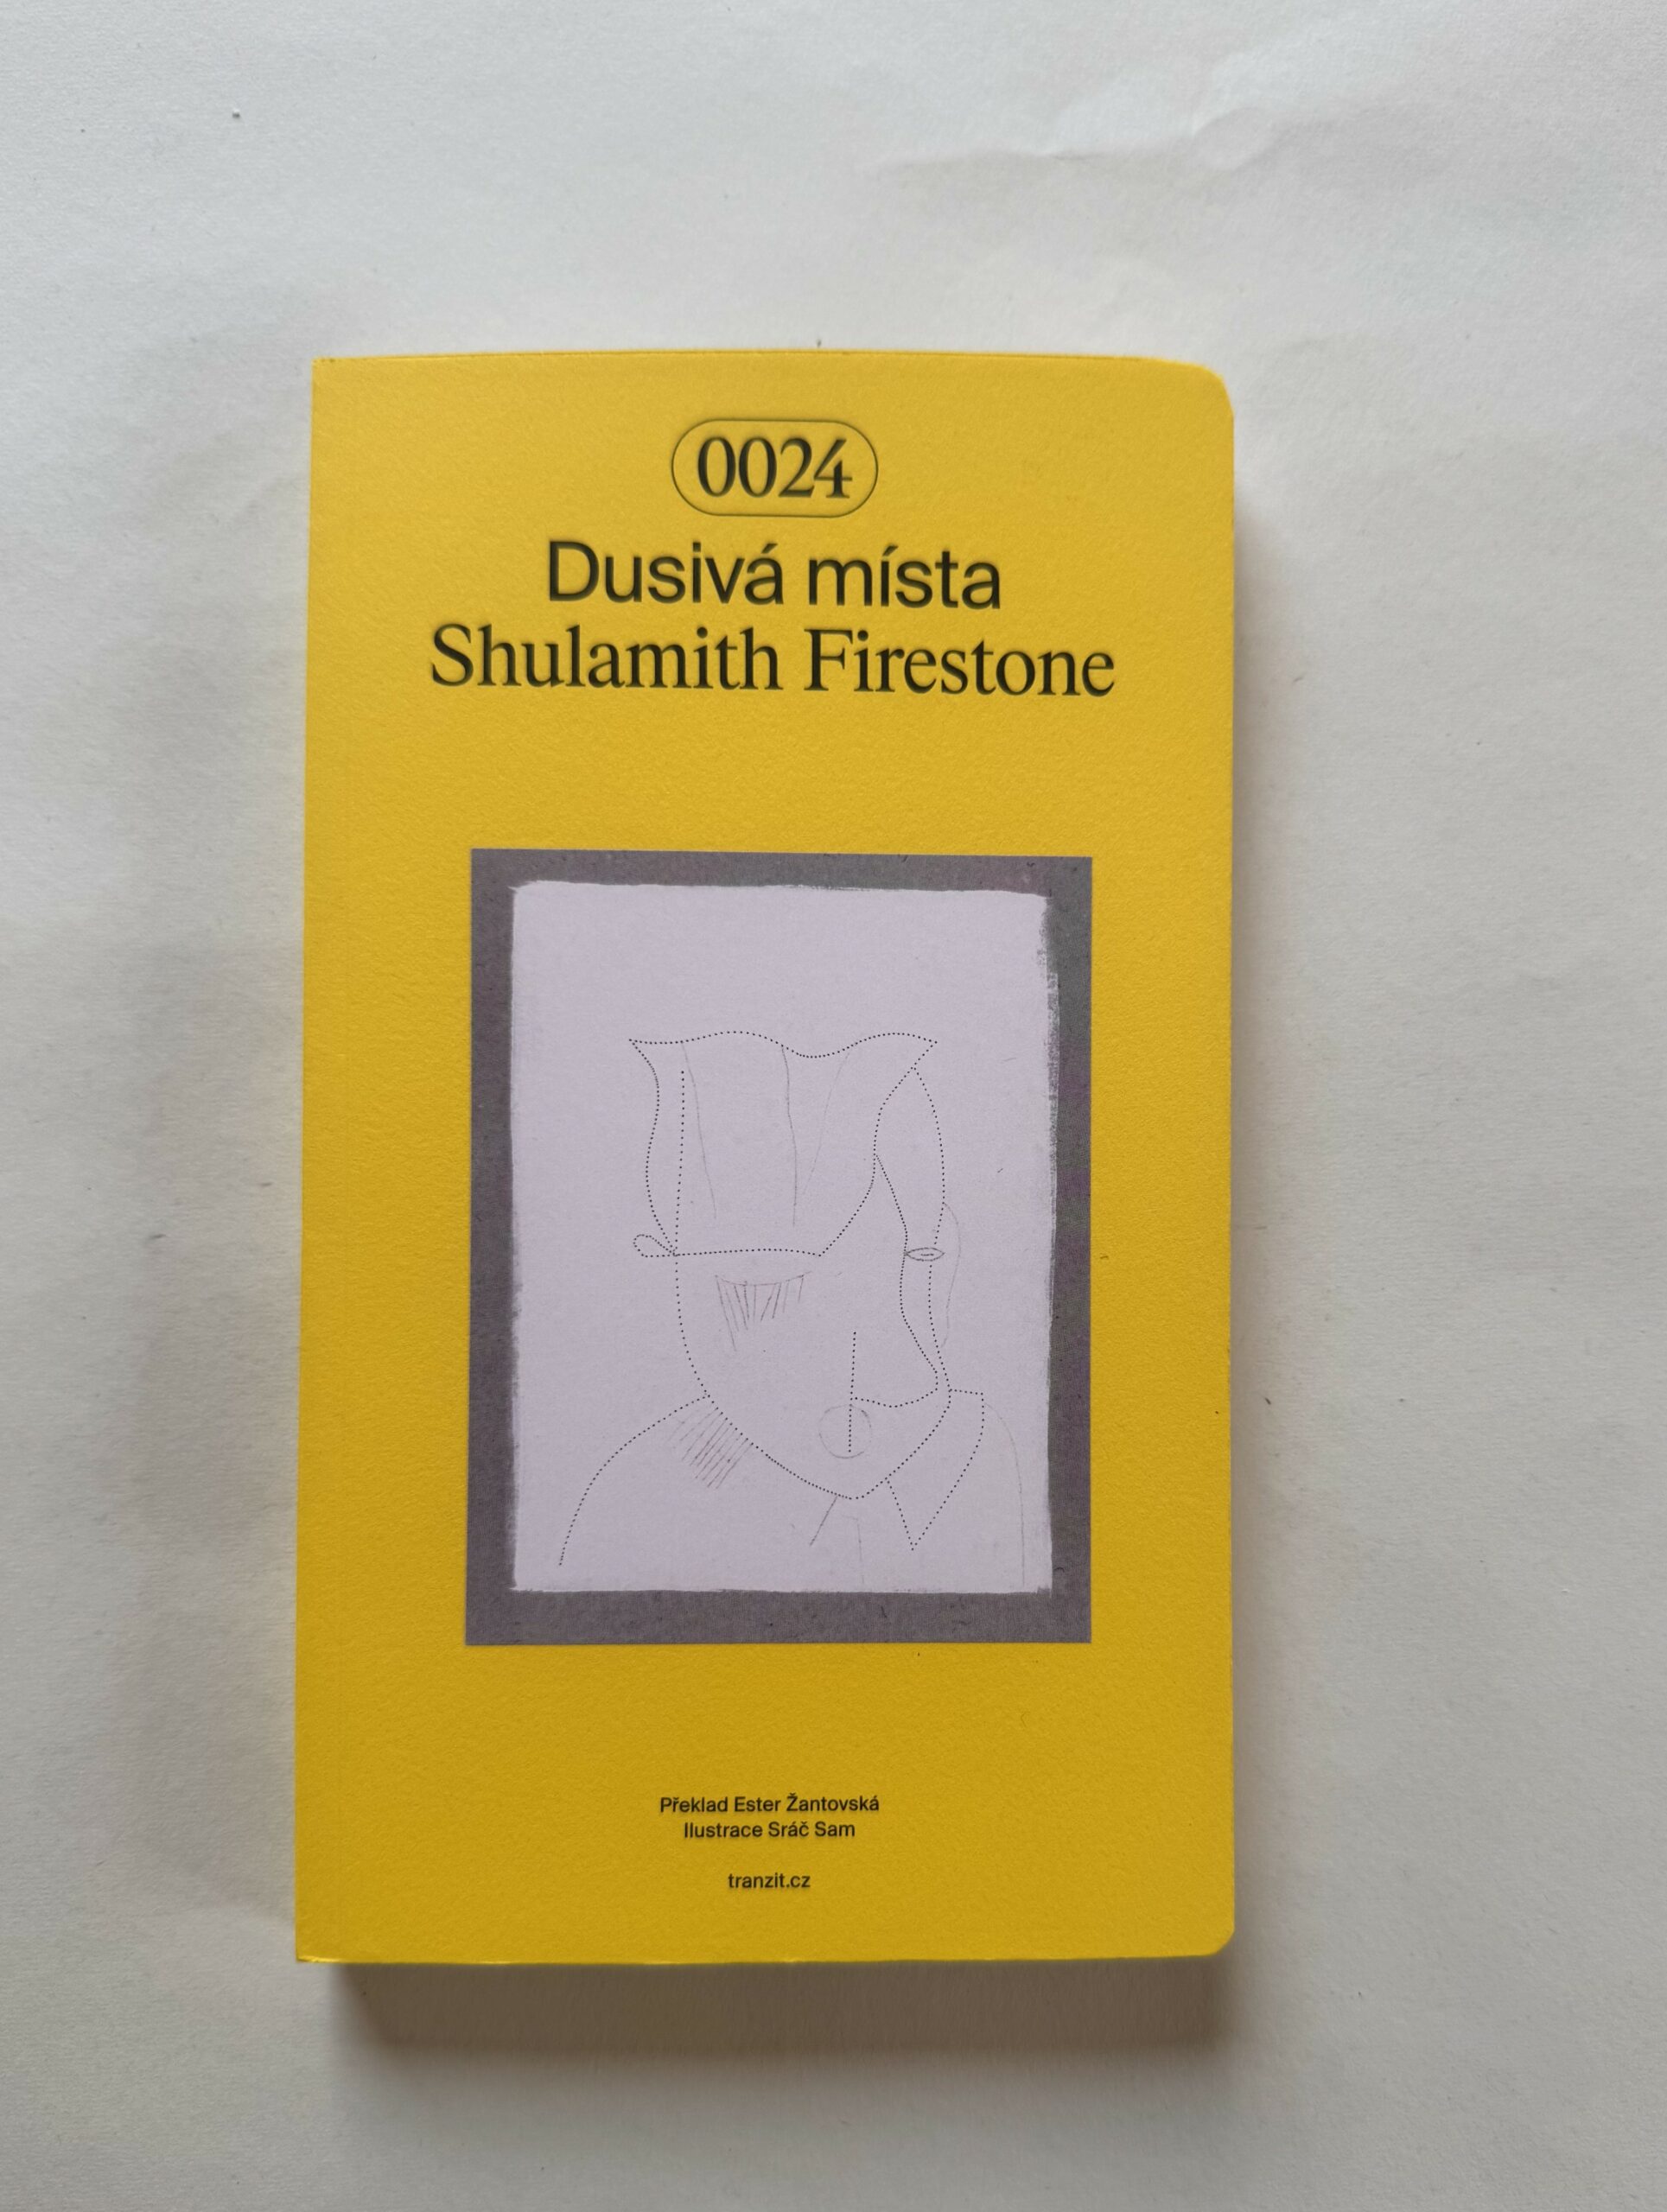 0024
Dusivá místa
Shulamith Firestone
Překlad Ester Žantovská
Ilustrace Sráč Sam
tranzit.cz